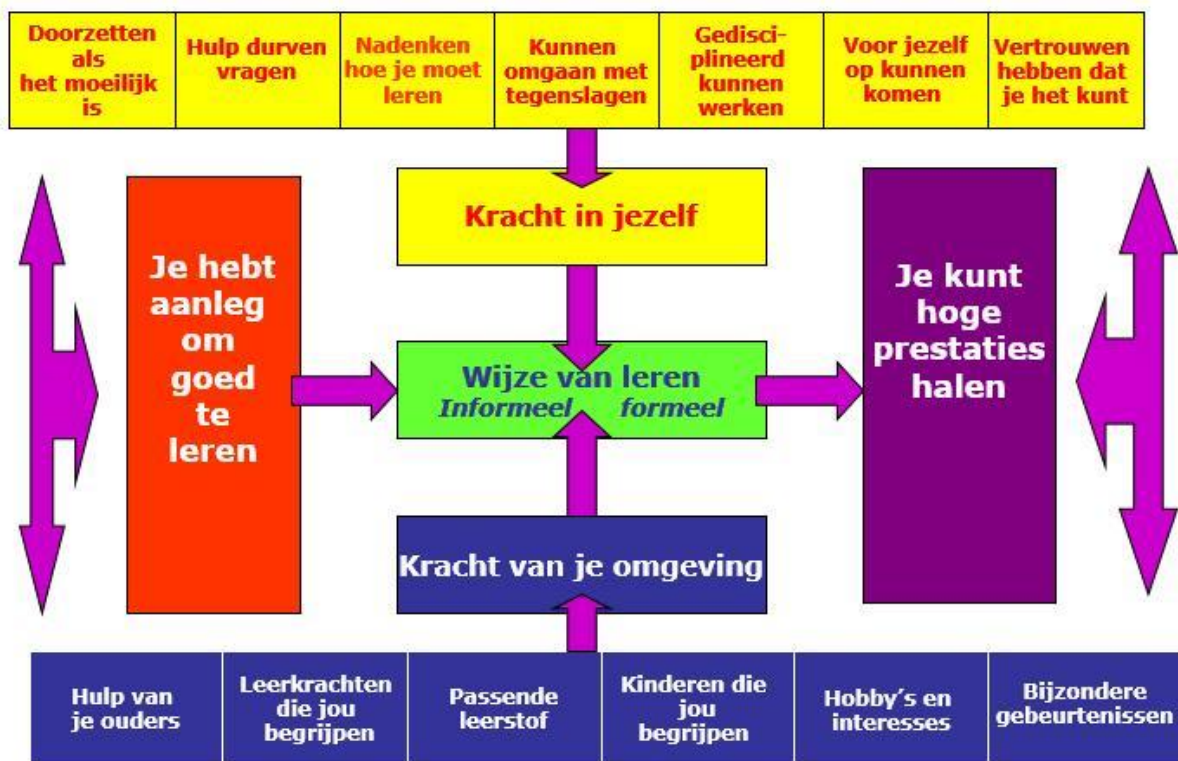 Doorzetten
als
het moeilijk
is
Hulp durven
vragen
Nadenken
hoe je moet
leren
Kunnen
omgaan met
tegenslagen
Gedisci-
plineerd
kunnen
werken
Voor jezelf
op kunnen
komen
Vertrouwen
hebben dat
je het kunt
Kracht in jezelf
Je hebt
aanleg
om
goed
te
leren
Wijze van leren
Informeel formeel
Je kunt
hoge
prestaties
halen
Kracht van je omgeving
Hulp van
je ouders
Leerkrachten
die jou
begrijpen
Passende
leerstof
Kinderen die
jou
begrijpen
Hobby's en
interesses
Bijzondere
gebeurtenissen